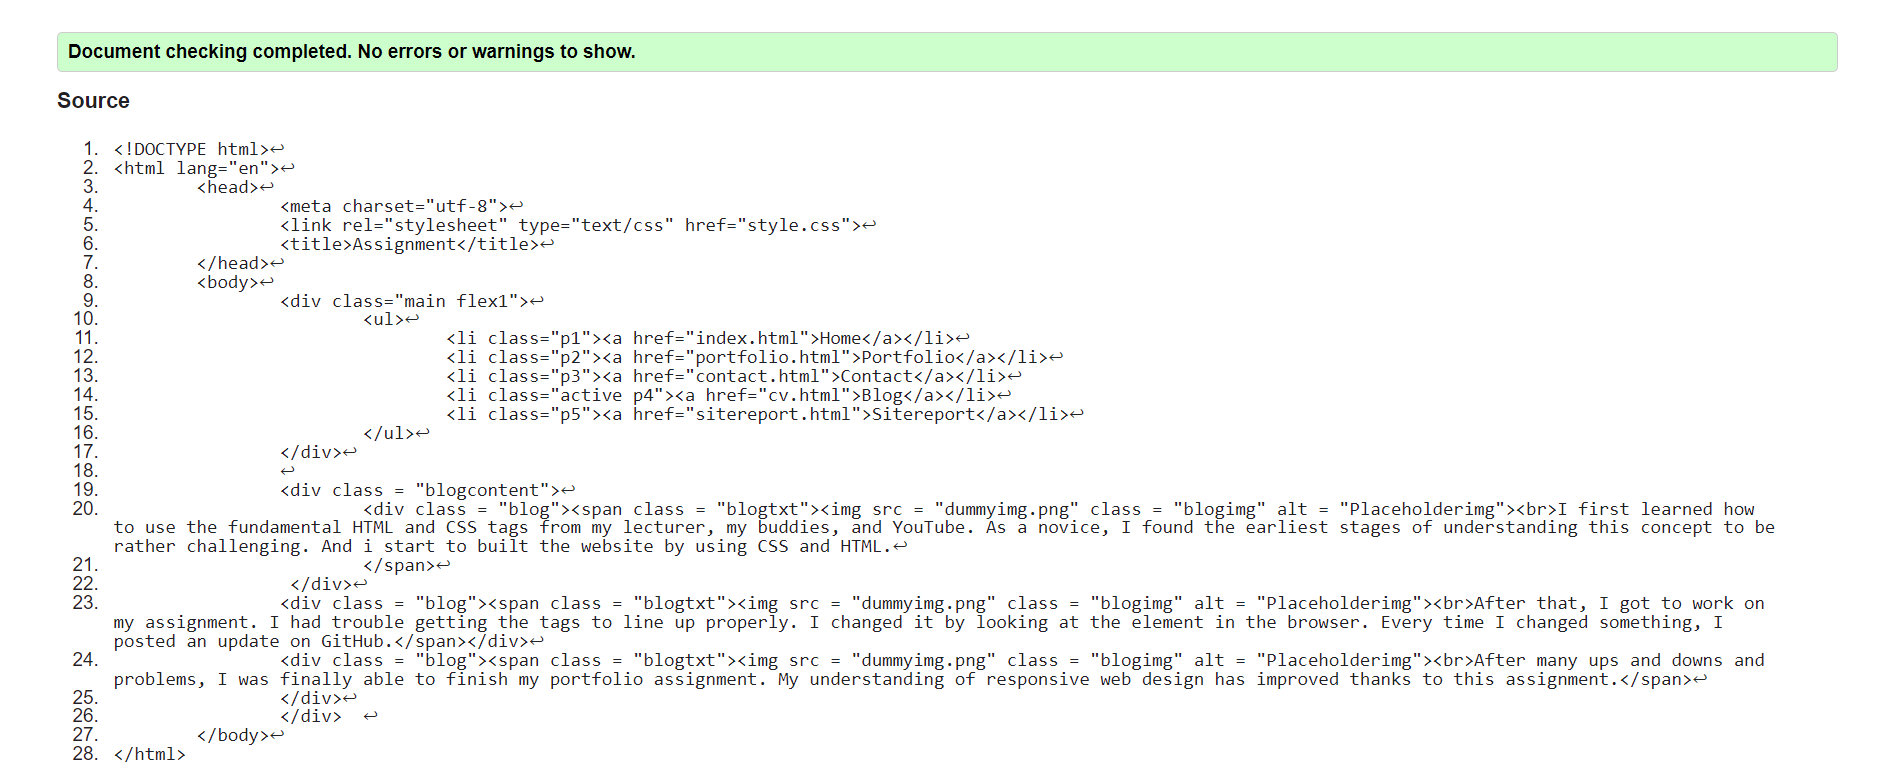 Document checking completed. No errors or warnings to show.
Source
1. <!DOCTYPE html>↩
2. <html lang="en">↩
3. <head>↩
4. <meta charset="utf-8">↩
5. <link rel="stylesheet" type="text/css" href="style.css">↩
6. <title>Assignment</title>↩
7. </head>↩
8. <body>↩
9. <div class="main flex1">↩
10. <ul>↩
11. <li class="p1"><a href="index.html">Home</a></li>↩
12. <li class="p2"><a href="portfolio.html">Portfolio</a></li>↩
13. <li class="p3"><a href="contact.html">Contact</a></li>↩
14. <li class="active p4"><a href="cv.html">Blog</a></li>↩
15. <li class="p5"><a href="sitereport.html">Sitereport</a></li>↩
16. </ul>↩
17. </div>↩
18. ↩
19. <div class = "blogcontent">↩
20. <div class = "blog"><span class = "blogtxt"><img src = "dummyimg.png" class = "blogimg" alt = "Placeholderimg"><br>I first learned how
to use the fundamental HTML and CSS tags from my lecturer, my buddies, and YouTube. As a novice, I found the earliest stages of understanding this concept to be
rather challenging. And i start to built the website by using CSS and HTML.↩
21. </span>↩
22. </div>↩
23. <div class = "blog"><span class = "blogtxt"><img src = "dummyimg.png" class = "blogimg" alt = "Placeholderimg"><br>After that, I got to work on
my assignment. I had trouble getting the tags to line up properly. I changed it by looking at the element in the browser. Every time I changed something, I
posted an update on GitHub.</span></div>↩
24. <div class = "blog"><span class = "blogtxt"><img src = "dummyimg.png" class = "blogimg" alt = "Placeholderimg"><br>After many ups and downs and
problems, I was finally able to finish my portfolio assignment. My understanding of responsive web design has improved thanks to this assignment.</span>↩
25. </div>↩
26. </div> ↩
27. </body>↩
28. </html>